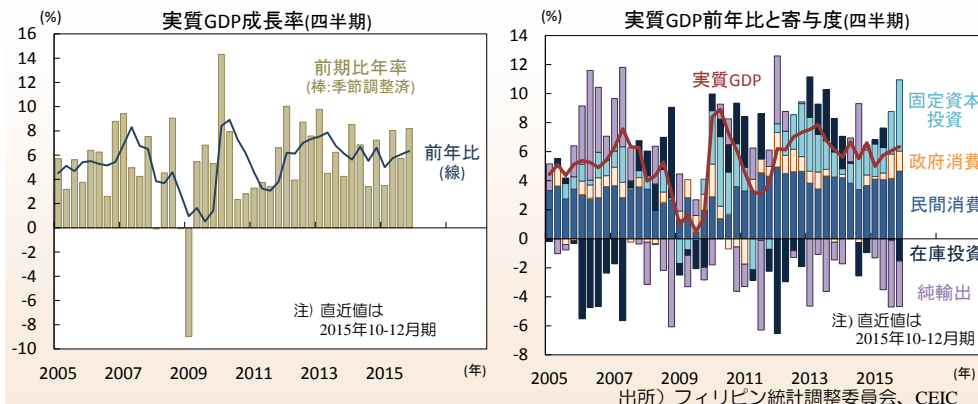 実質GDP成長率(四半期)
(%)
16
14
12
10
8
6
4
2
0
-2
-4
-6
-8
-10
前期比年率
(棒:季節調整済)
前年比
(線)
注) 直近値は
2015年10-12月期
2005 2007 2009 2011 2013 2015
(年)
実質GDP前年比と寄与度(四半期)
(%)
14
12
10
8
6
4
2
0
-2
-4
-6
-8
実質GDP
固定資本
投資
政府消費
民間消費
在庫投資
純輸出
注) 直近値は
2015年10-12月期
2005 2007 2009 2011 2013 2015
(年)
出所）フィリピン統計調整委員会、CEIC